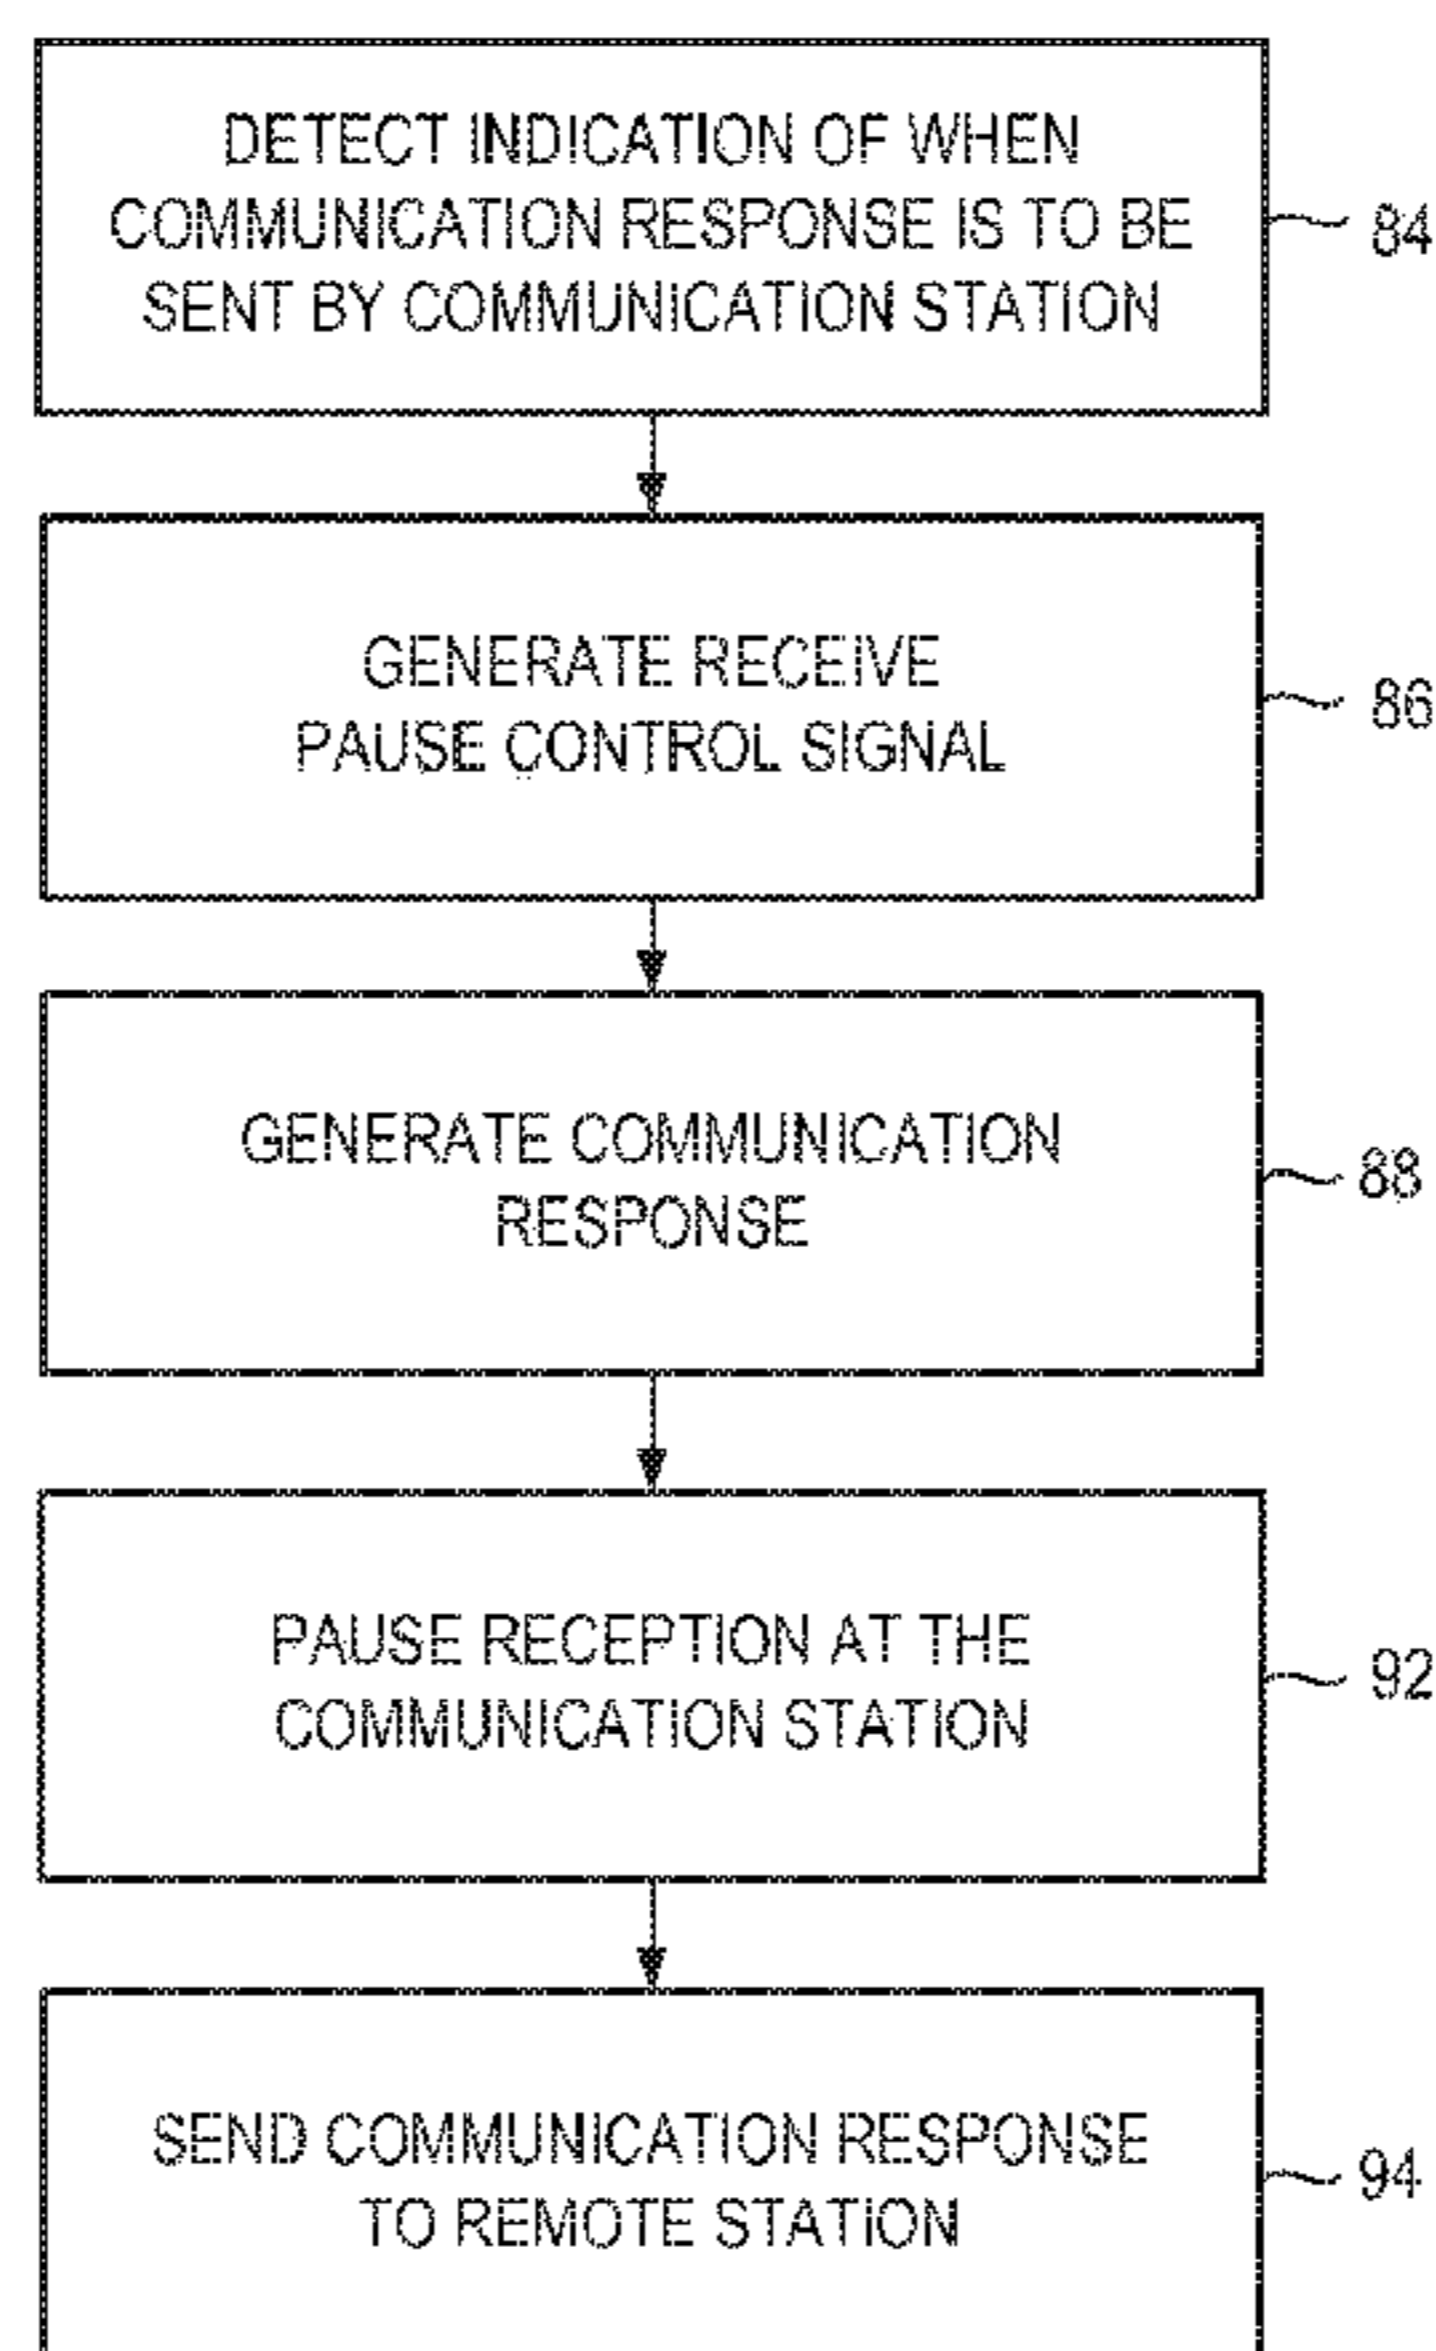 DETECT INDICATION OF WHEN
COMMUNICATION RESPONSE IS TO BE
SENT BY COMMUNICATION STATION
84
GENERATE RECEIVE
PAUSE CONTROL SIGNAL
86
GENERATE COMMUNICATION
RESPONSE
88
PAUSE RECEPTION AT THE
COMMUNICATION STATION
92
SEND COMMUNICATION RESPONSE
TO REMOTE STATION
94